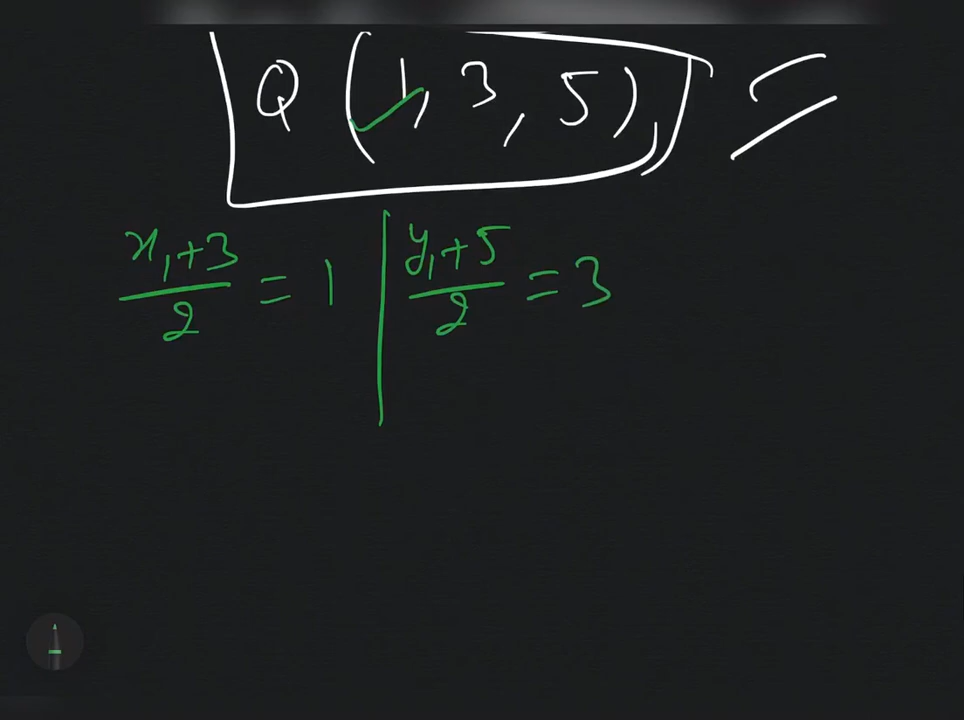 Q (1, 3, 5),
x₁+3/2 = 1 | y₁+5/2 = 3